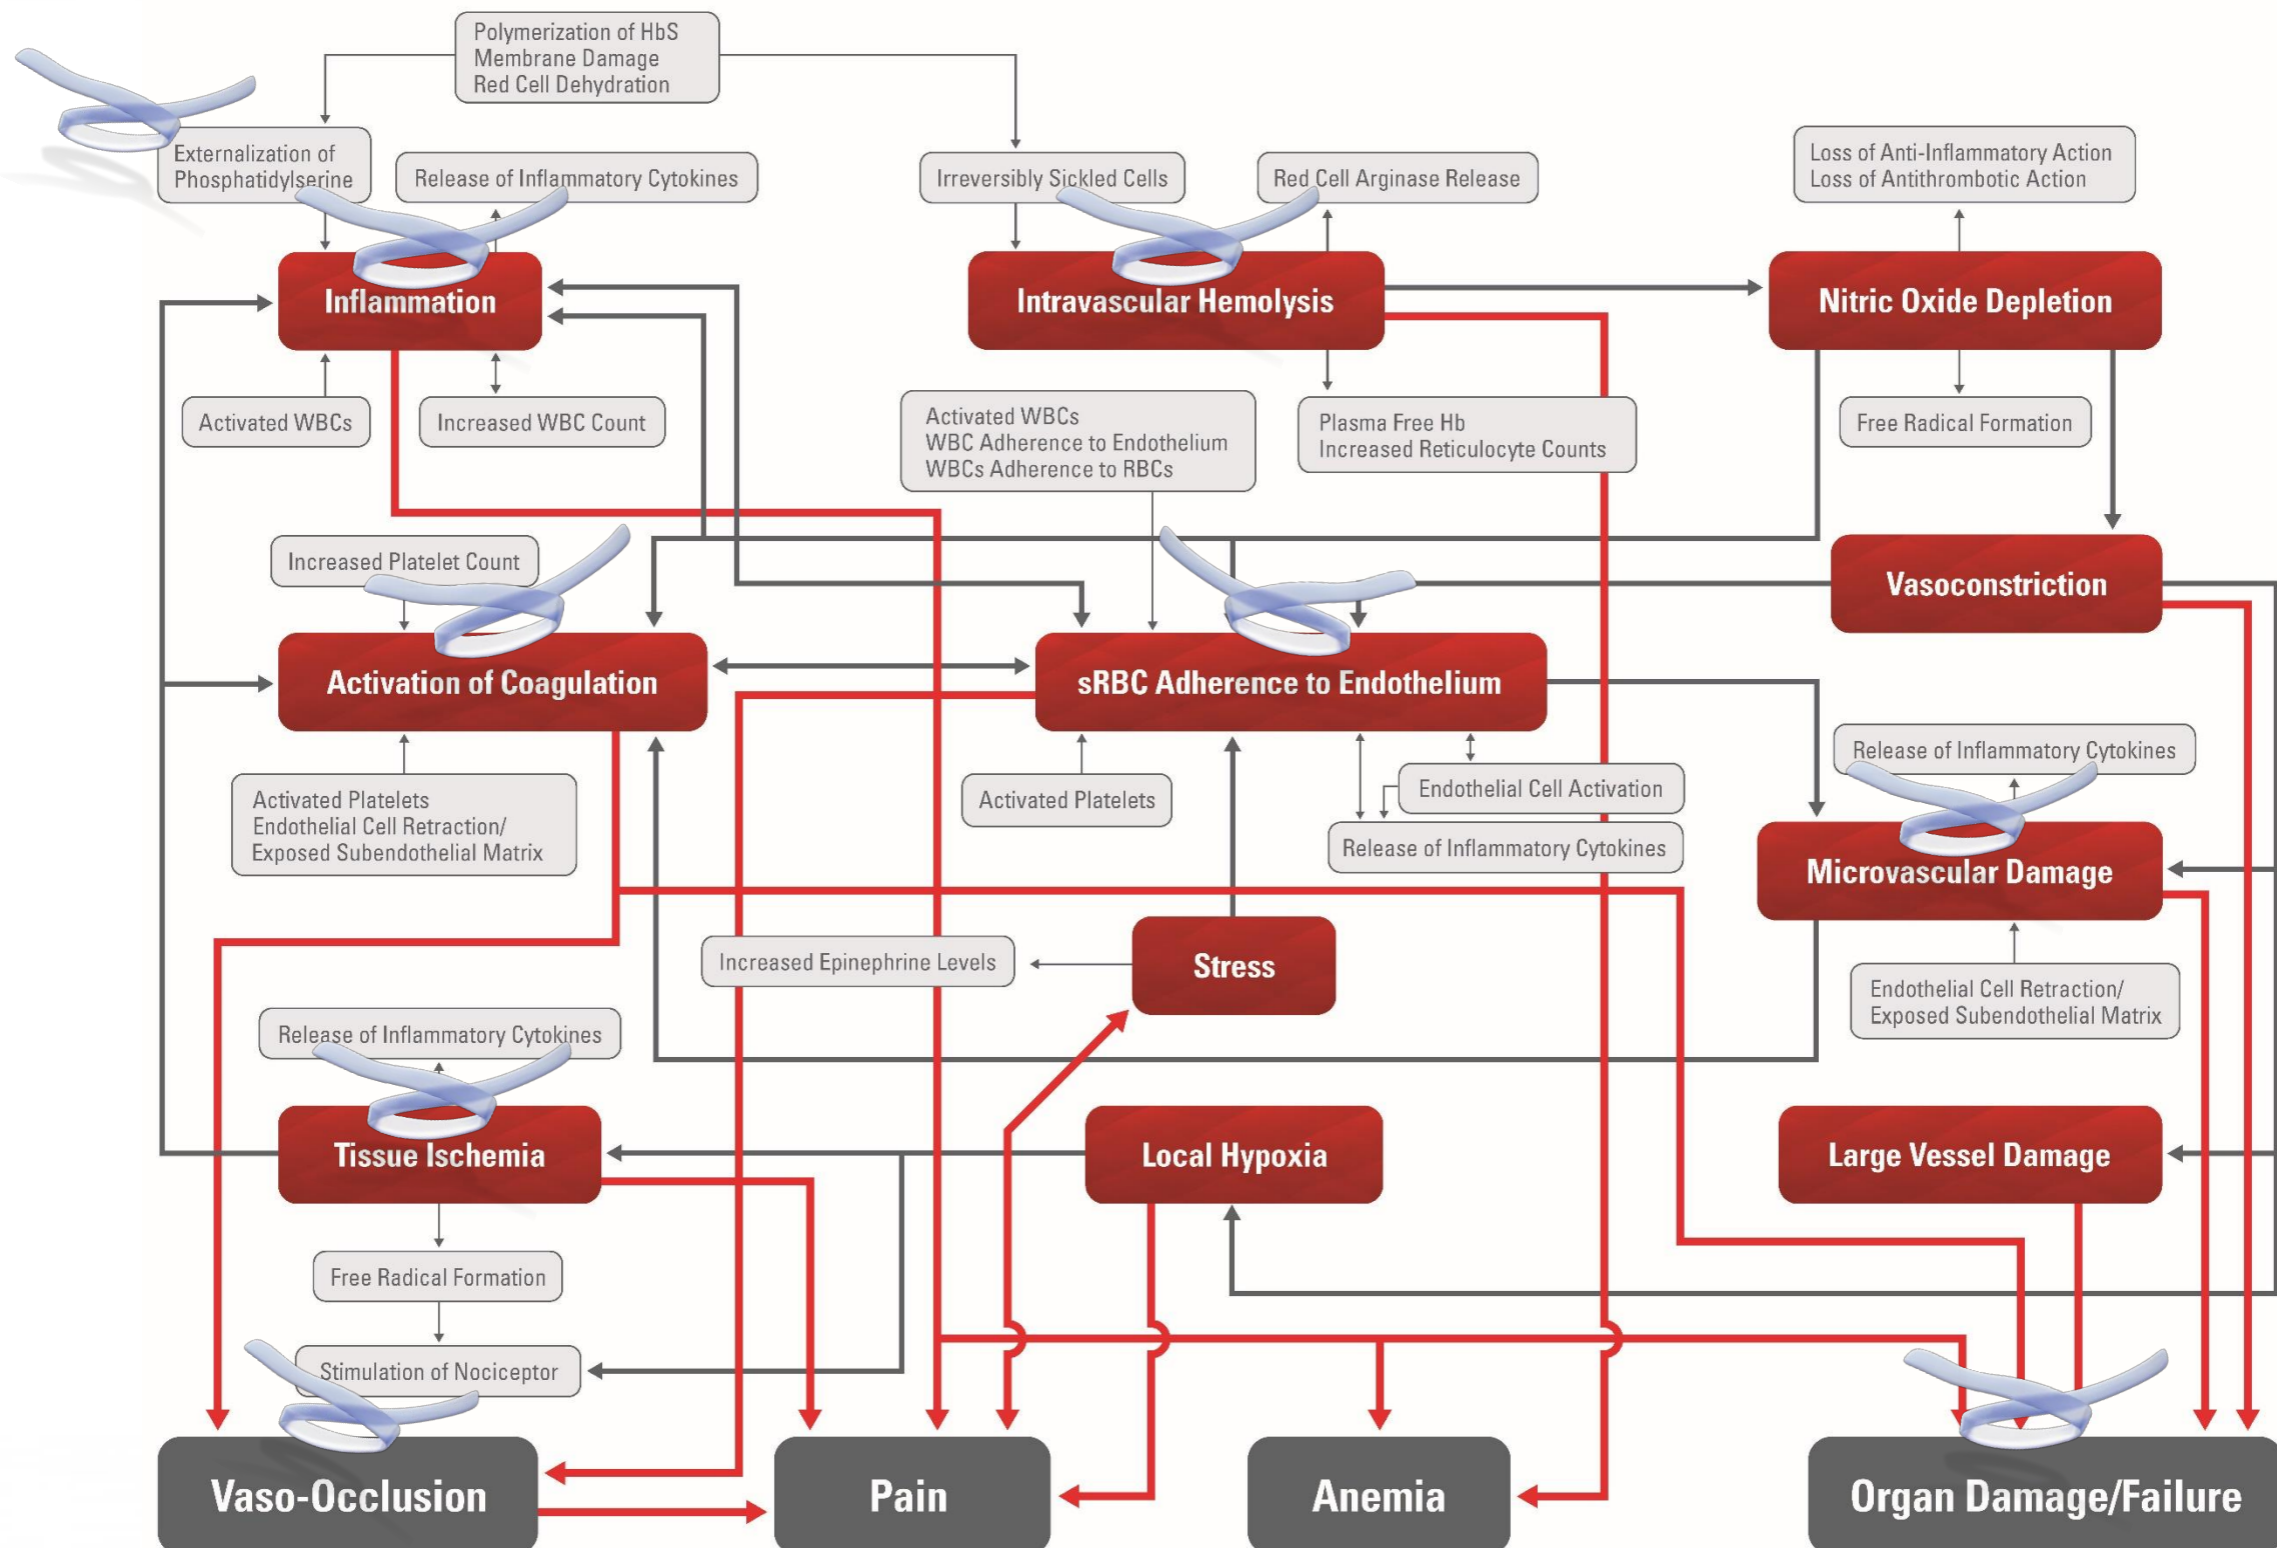 Polymerization of HbS
Membrane Damage
Red Cell Dehydration
Externalization of
Phosphatidylserine
Release of Inflammatory Cytokines
Irreversibly Sickled Cells
Red Cell Arginase Release
Loss of Anti-Inflammatory Action
Loss of Antithrombotic Action
Inflammation
Intravascular Hemolysis
Nitric Oxide Depletion
Activated WBCs
Increased WBC Count
Activated WBCs
WBC Adherence to Endothelium
WBCs Adherence to RBCs
Plasma Free Hb
Increased Reticulocyte Counts
Free Radical Formation
Increased Platelet Count
Vasoconstriction
Activation of Coagulation
sRBC Adherence to Endothelium
Release of Inflammatory Cytokines
Activated Platelets
Endothelial Cell Retraction/
Exposed Subendothelial Matrix
Activated Platelets
Endothelial Cell Activation
Release of Inflammatory Cytokines
Microvascular Damage
Increased Epinephrine Levels
Stress
Endothelial Cell Retraction/
Exposed Subendothelial Matrix
Release of Inflammatory Cytokines
Tissue Ischemia
Local Hypoxia
Large Vessel Damage
Free Radical Formation
Stimulation of Nociceptor
Vaso-Occlusion
Pain
Anemia
Organ Damage/Failure